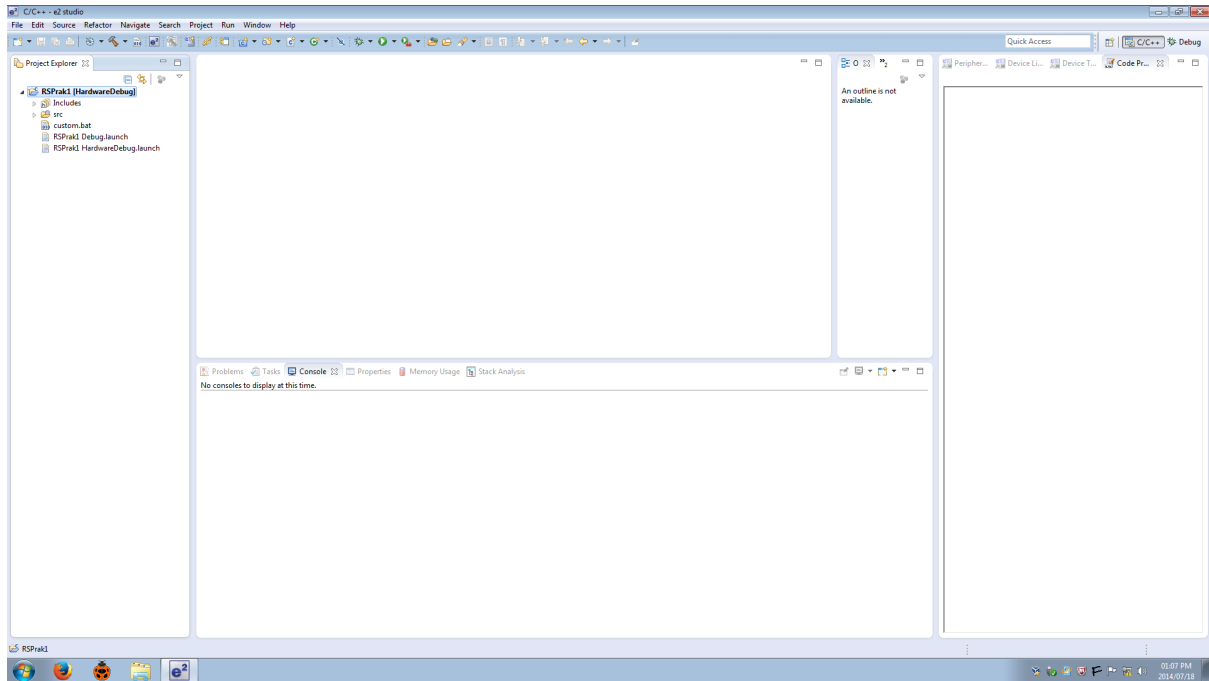 C/C++ - e2 studio
File Edit Source Refactor Navigate Search Project Run Window Help
Quick Access
C/C++
Debug
Project Explorer
RSPrak1 [HardwareDebug]
Includes
src
custom.bat
RSPrak1 Debug.launch
RSPrak1 HardwareDebug.launch
O
»2
An outline is not
available.
Peripher... Device Li... Device T... Code Pr...
Problems Tasks Console Properties Memory Usage Stack Analysis
No consoles to display at this time.
RSPrak1
e2
01:07 PM
2014/07/18